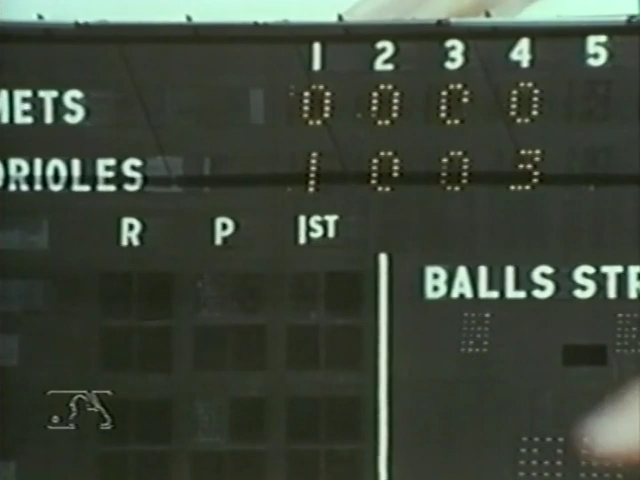 1 2 3 4 5
METS 0 0 0 0
ORIOLES 1 0 0 3
R P 1ST
BALLS STR